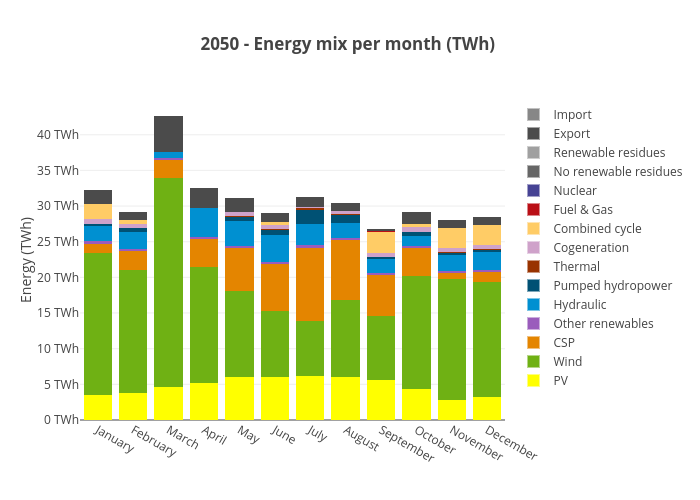 2050 - Energy mix per month (TWh)
Energy (TWh)
40 TWh
35 TWh
30 TWh
25 TWh
20 TWh
15 TWh
10 TWh
5 TWh
0 TWh
January
February
March
April
May
June
July
August
September
October
November
December
Import
Export
Renewable residues
No renewable residues
Nuclear
Fuel & Gas
Combined cycle
Cogeneration
Thermal
Pumped hydropower
Hydraulic
Other renewables
CSP
Wind
PV